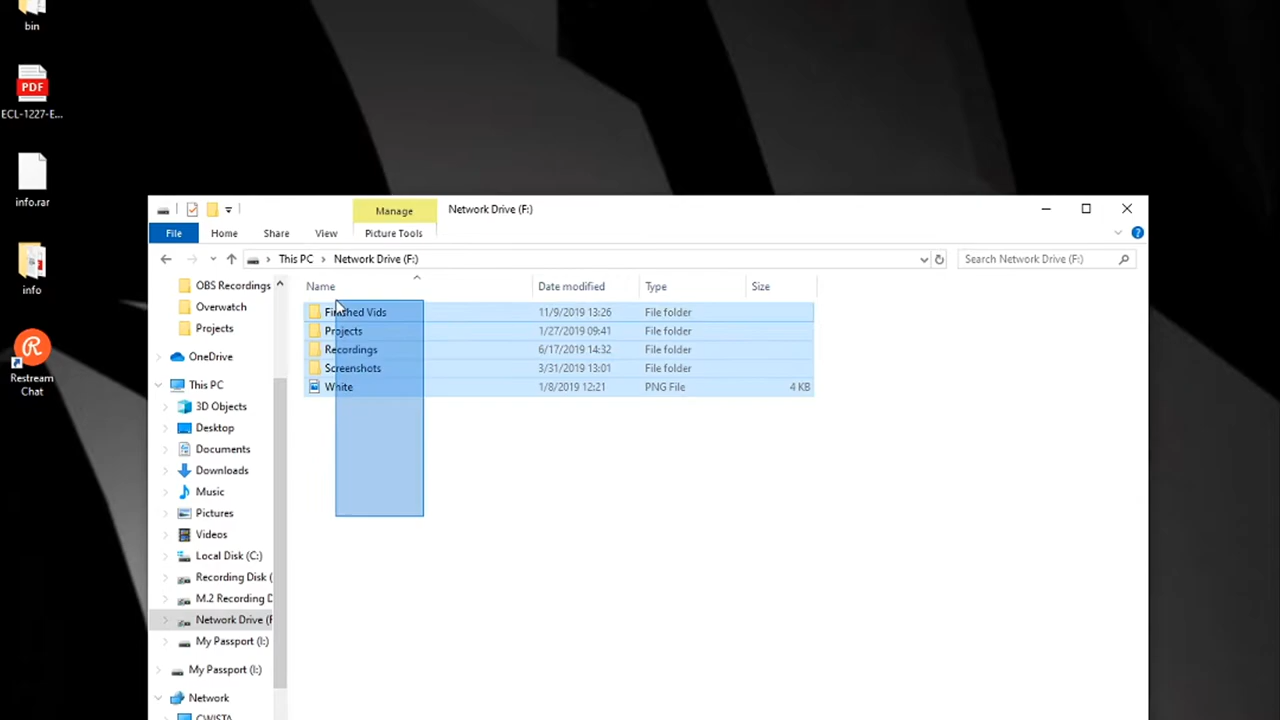 bin
PDF
ECL-1227-E...
info.rar
info
Restream
Chat
Manage
Network Drive (F:)
File
Home
Share
View
Picture Tools
This PC
Network Drive (F:)
Search Network Drive (F:)
Name
Date modified
Type
Size
OBS Recordings
Overwatch
Projects
OneDrive
This PC
3D Objects
Desktop
Documents
Downloads
Music
Pictures
Videos
Local Disk (C:)
Recording Disk (
M.2 Recording D
Network Drive (F
My Passport (I:)
My Passport (I:)
Network
CWISTA
Finished Vids 11/9/2019 13:26 File folder
Projects 1/27/2019 09:41 File folder
Recordings 6/17/2019 14:32 File folder
Screenshots 3/31/2019 13:01 File folder
White 1/8/2019 12:21 PNG File 4 KB